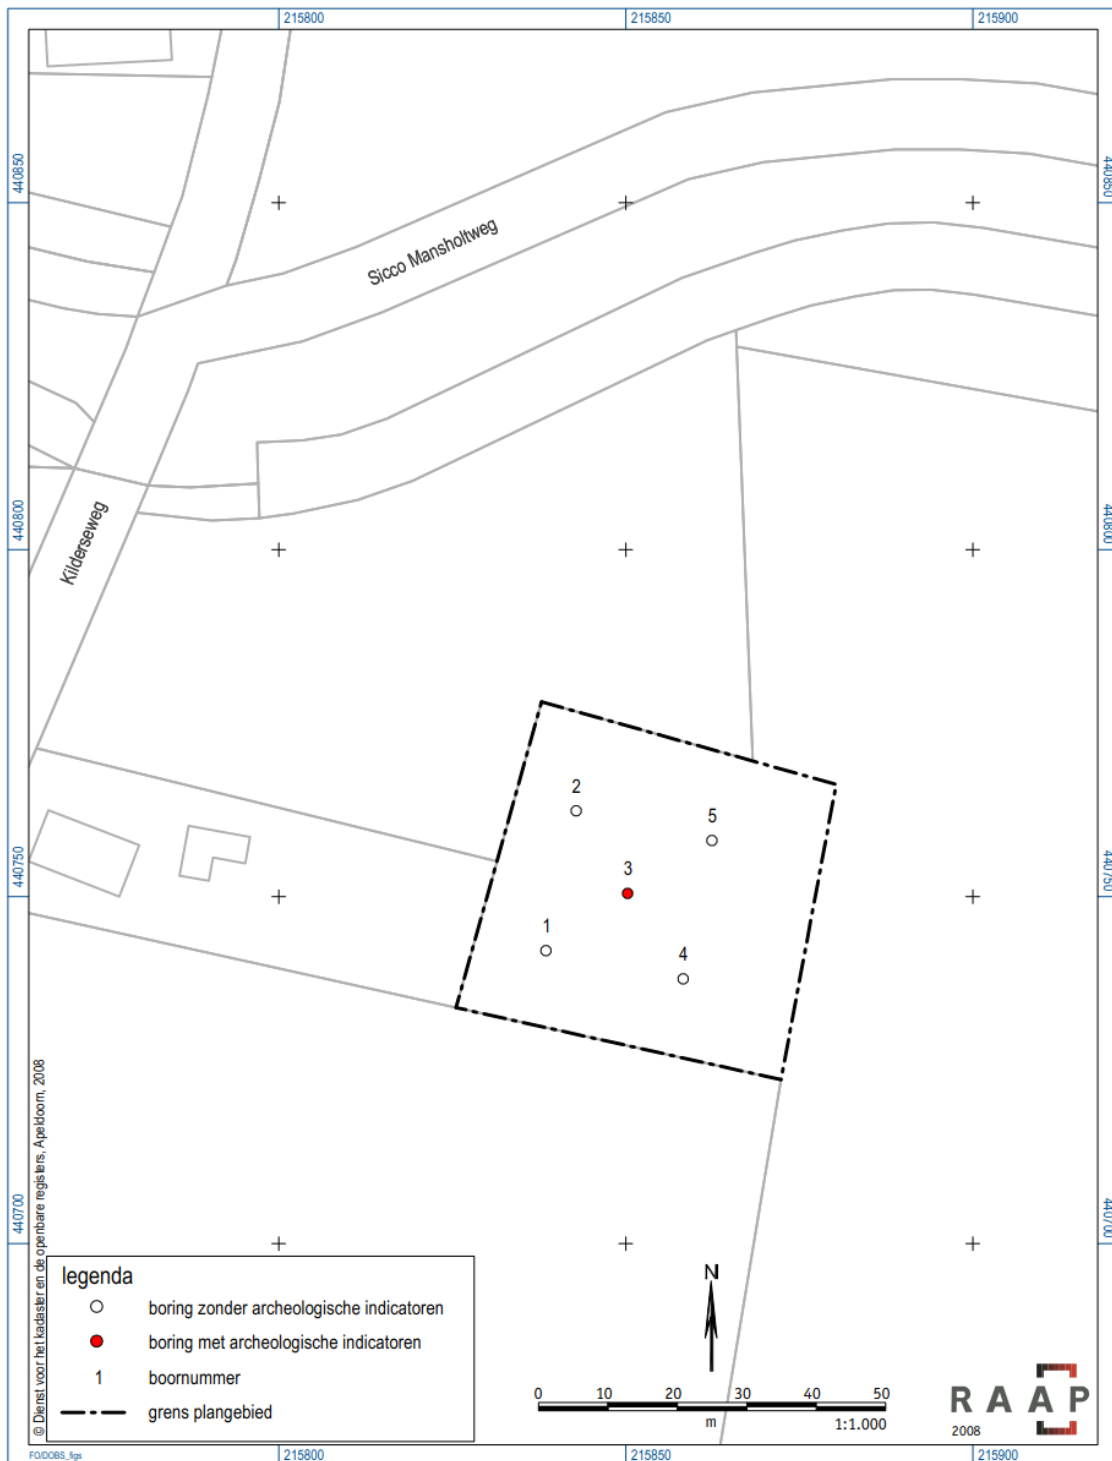 215800
215850
215900
440850
440850
Sicco Mansholtweg
440800
440800
Kilderseweg
2
5
440750
3
440750
1
4
© Dienst voor het kadaster en de openbare registers, Apeldoorn, 2008
440700
440700
legenda
boring zonder archeologische indicatoren
boring met archeologische indicatoren
1 boornummer
grens plangebied
N
0 10 20 30 40 50
m 1:1.000
RAAP
2008
FO/DOBS_figs
215800
215850
215900